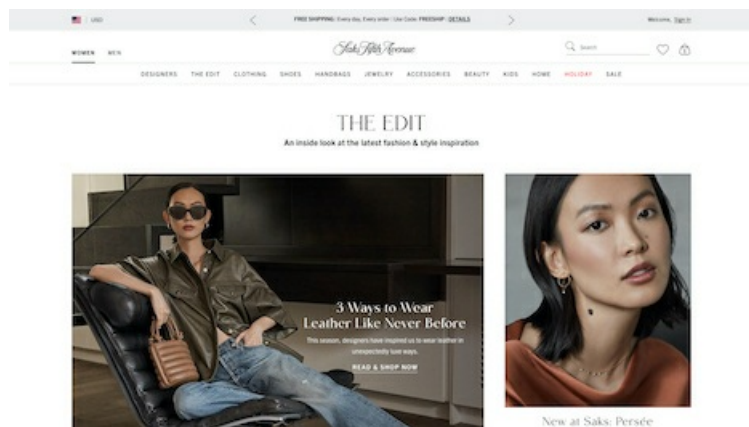 USD
FREE SHIPPING: Every day, Every order | Use Code: FREESHIP - DETAILS
Welcome, Sign In
WOMEN MEN
Saks Fifth Avenue
Search
DESIGNERS THE EDIT CLOTHING SHOES HANDBAGS JEWELRY ACCESSORIES BEAUTY KIDS HOME HOLIDAY SALE
THE EDIT
An inside look at the latest fashion & style inspiration
3 Ways to Wear
Leather Like Never Before
This season, designers have inspired us to wear leather in
unexpectedly luxe ways.
READ & SHOP NOW
New at Saks: Persée